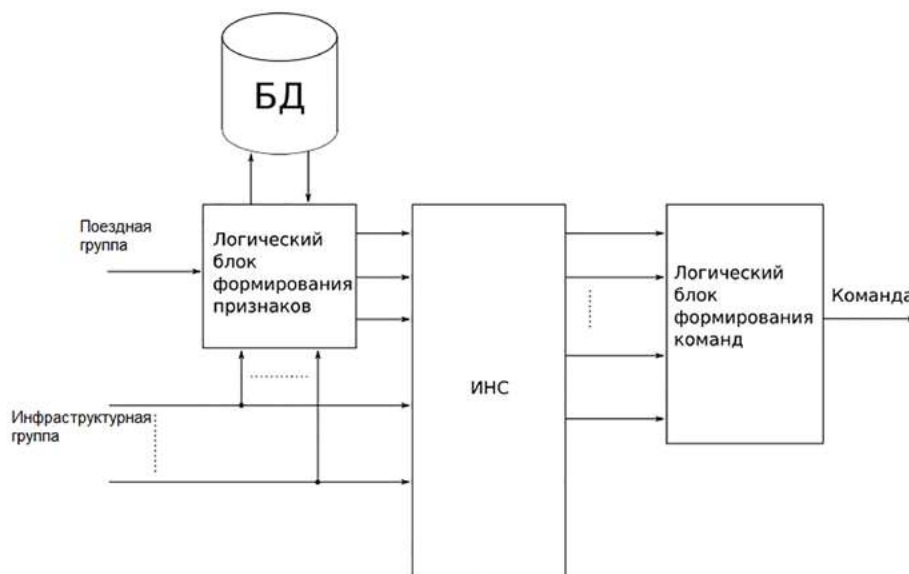 БД
Поездная
группа
Логический
блок
формирования
признаков
Логический
блок
формирования
команд
Команда
ИНС
Инфраструктурная
группа